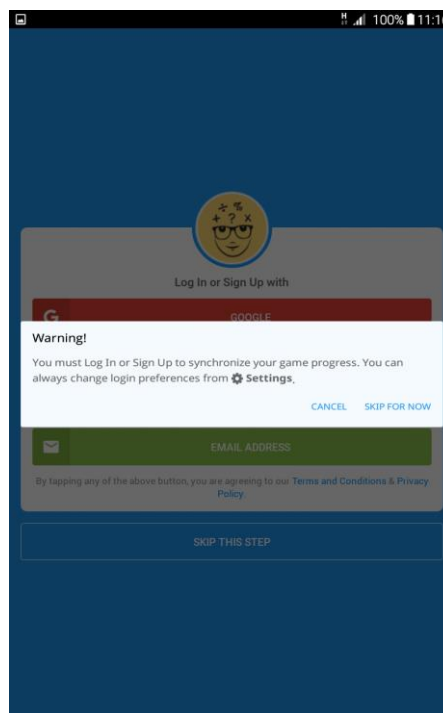 100% 11:1
Log In or Sign Up with
GOOGLE
Warning!
You must Log In or Sign Up to synchronize your game progress. You can
always change login preferences from Settings.
CANCEL SKIP FOR NOW
EMAIL ADDRESS
By tapping any of the above button, you are agreeing to our Terms and Conditions & Privacy
Policy.
SKIP THIS STEP